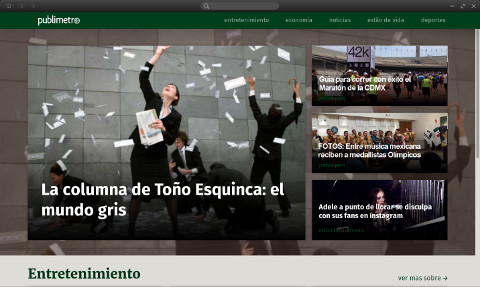 publimetro
entretenimiento economía noticias estilo de vida deportes
La columna de Toño Esquinca: el
mundo gris
42k
Guía para correr con éxito el
Maratón de la CDMX
FOTOS: Entre musica mexicana
reciben a medallistas Olímpicos
Adele a punto de llorar se disculpa
con sus fans en instagram
Entretenimiento
ver mas sobre →